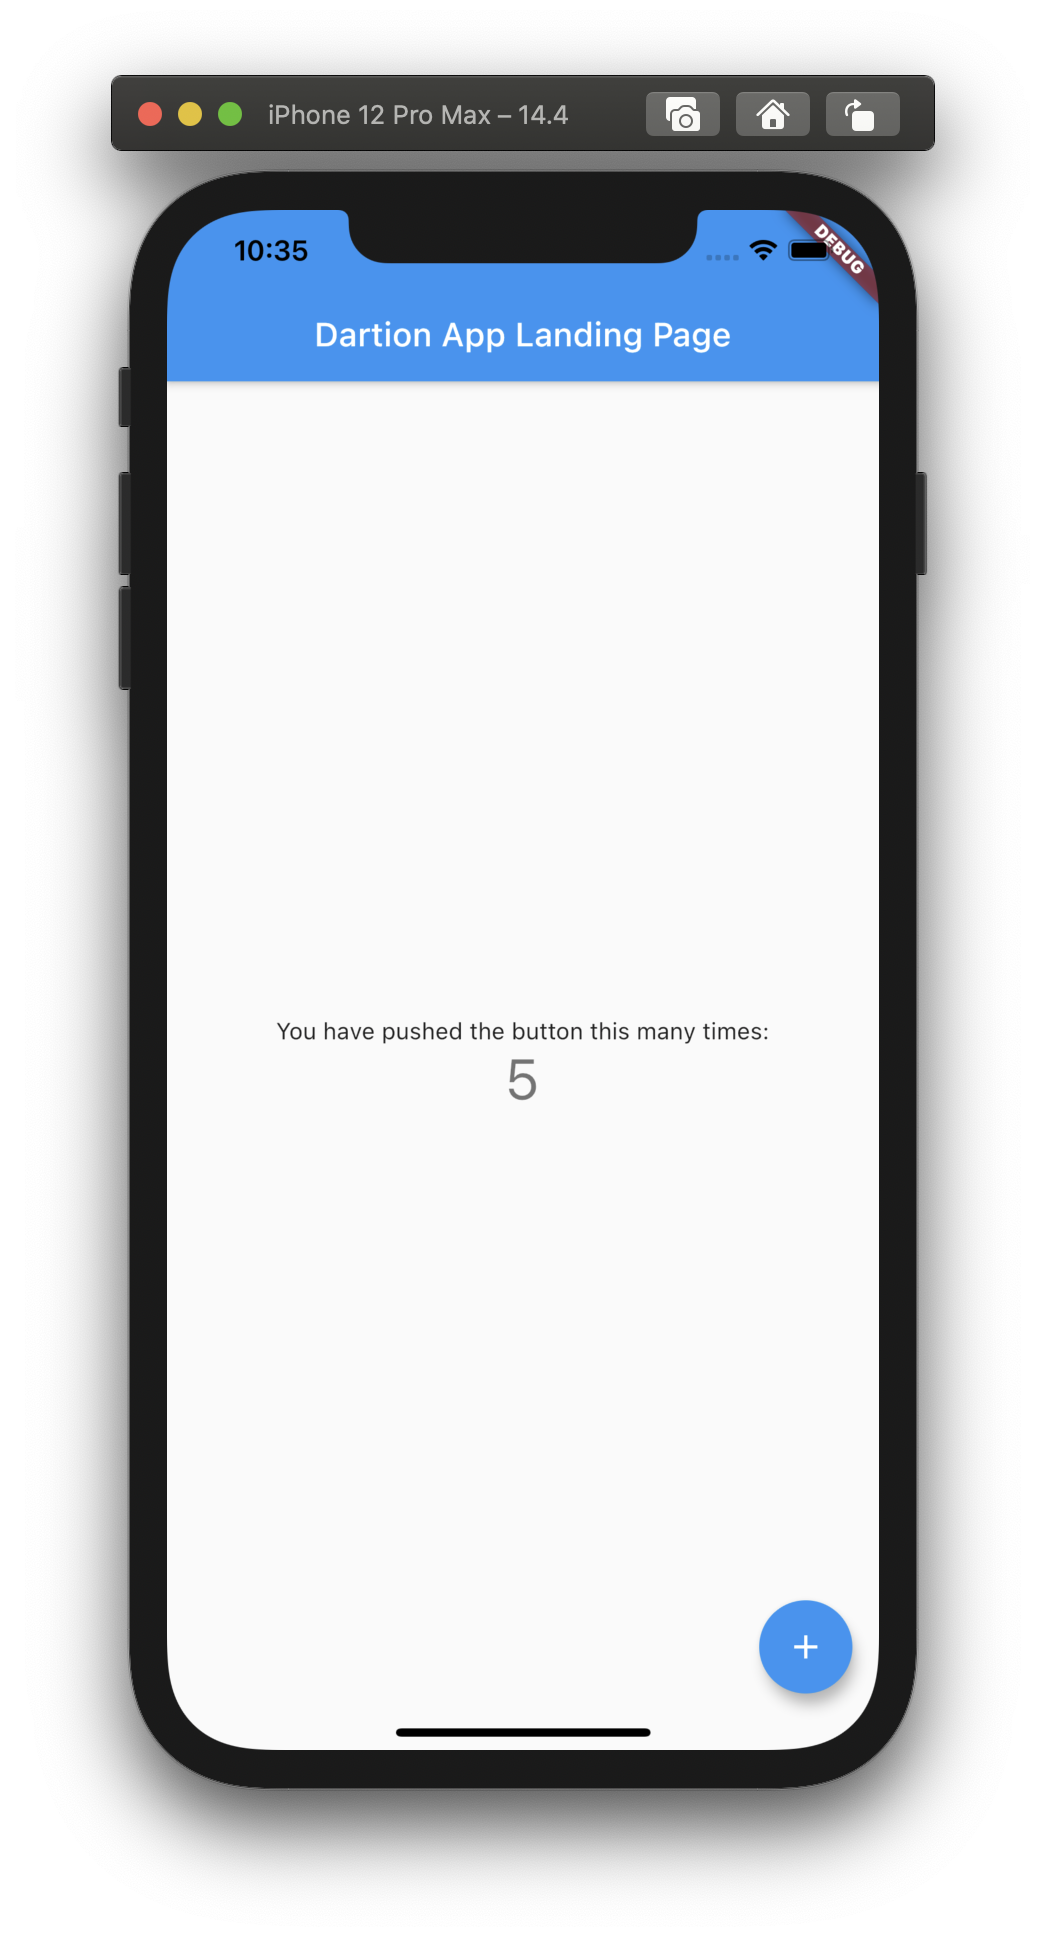 iPhone 12 Pro Max – 14.4
10:35
DEBUG
Dartion App Landing Page
You have pushed the button this many times:
5
+